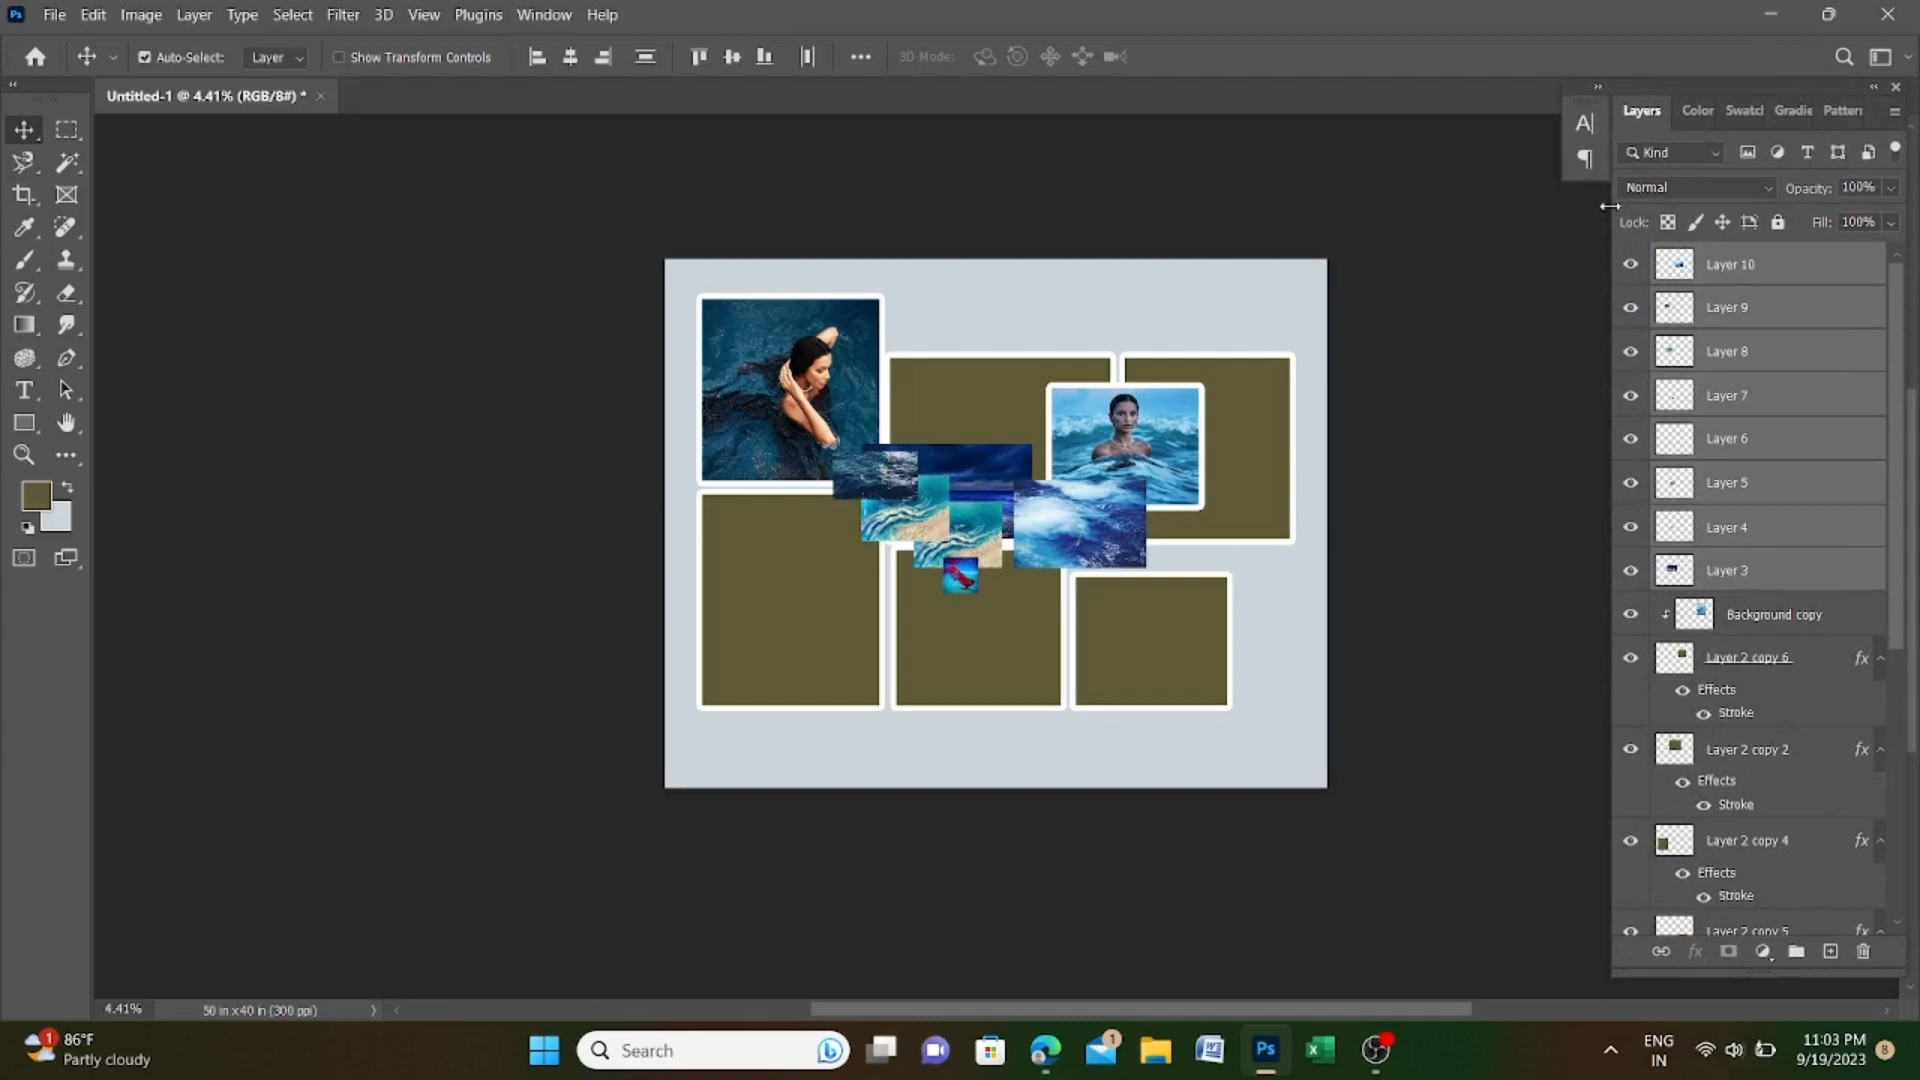 Ps File Edit Image Layer Type Select Filter 3D View Plugins Window Help
Auto-Select: Layer Show Transform Controls 3D Mode:
Untitled-1 @ 4.41% (RGB/8#) *
Layers Color Swatcl Gradie Pattern
Kind
Normal Opacity: 100%
Lock: Fill: 100%
Layer 10
Layer 9
Layer 8
Layer 7
Layer 6
Layer 5
Layer 4
Layer 3
Background copy
Layer 2 copy 6 fx
Effects
Stroke
Layer 2 copy 2 fx
Effects
Stroke
Layer 2 copy 4 fx
Effects
Stroke
Layer 2 copy 5 fx
4.41% 50 in x 40 in (300 ppi)
1 86°F
Partly cloudy
Search
1
Ps
ENG
IN
11:03 PM
9/19/2023
8